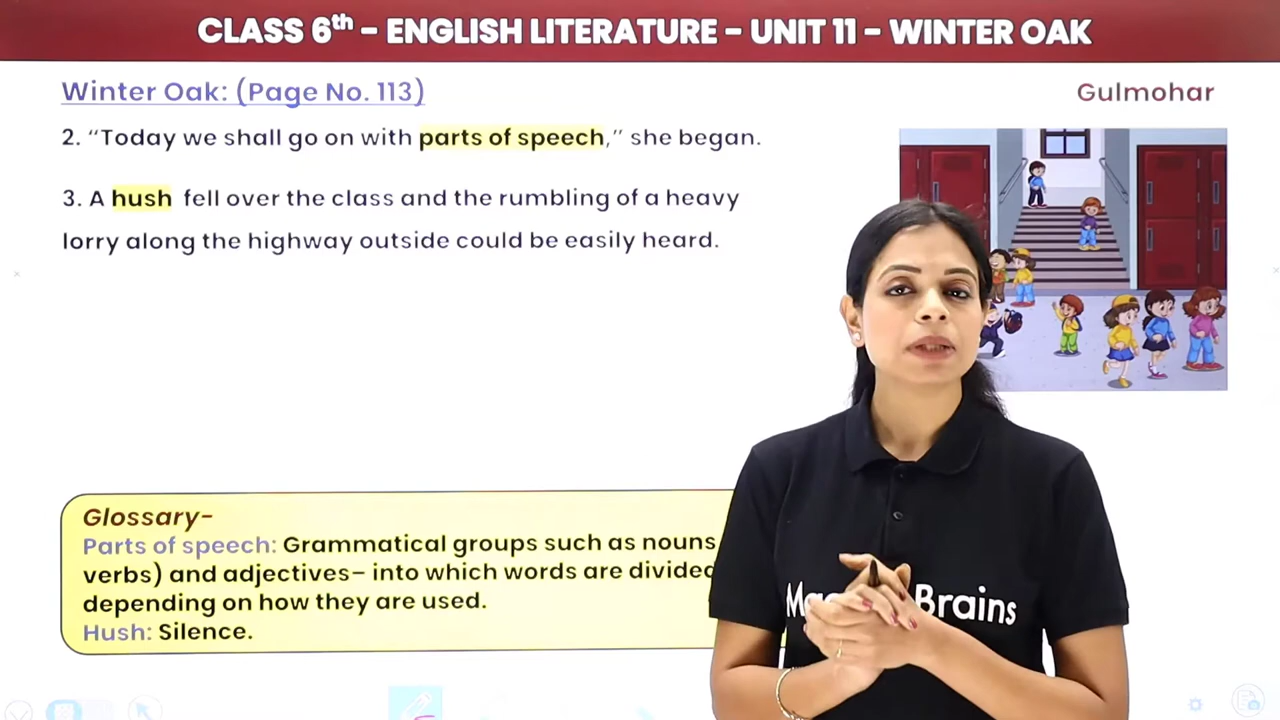 CLASS 6th – ENGLISH LITERATURE – UNIT 11 – WINTER OAK
Winter Oak: (Page No. 113)
Gulmohar
2. “Today we shall go on with parts of speech,” she began.
3. A hush fell over the class and the rumbling of a heavy
lorry along the highway outside could be easily heard.
Glossary–
Parts of speech: Grammatical groups such as nouns
verbs) and adjectives– into which words are divided
depending on how they are used.
Hush: Silence.
Brains